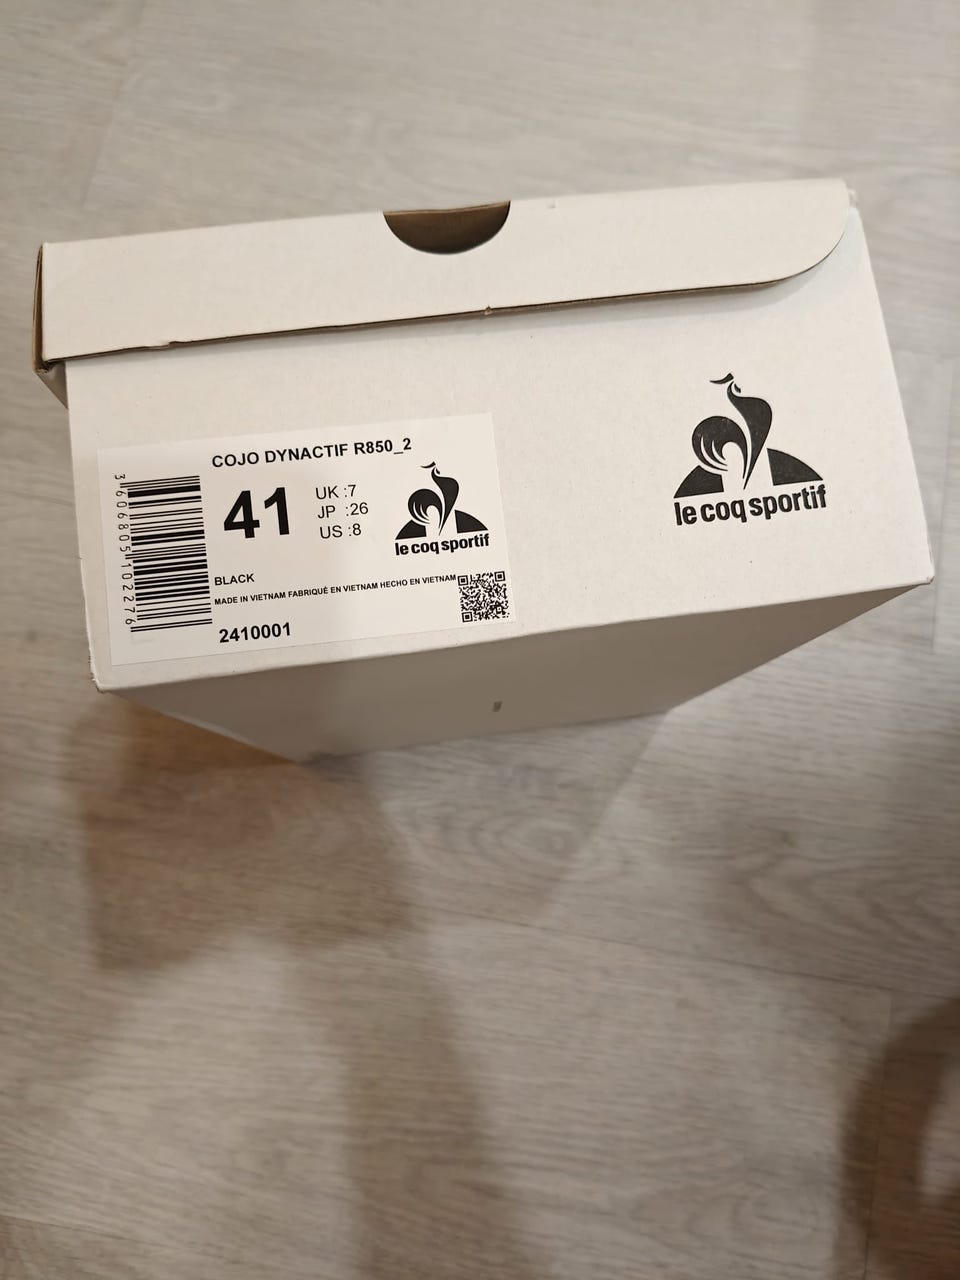 COJO DYNACTIF R850_2
3606805102276
41
UK :7
JP :26
US :8
le coq sportif
BLACK
MADE IN VIETNAM FABRIQUÉ EN VIETNAM HECHO EN VIETNAM
2410001
le coq sportif